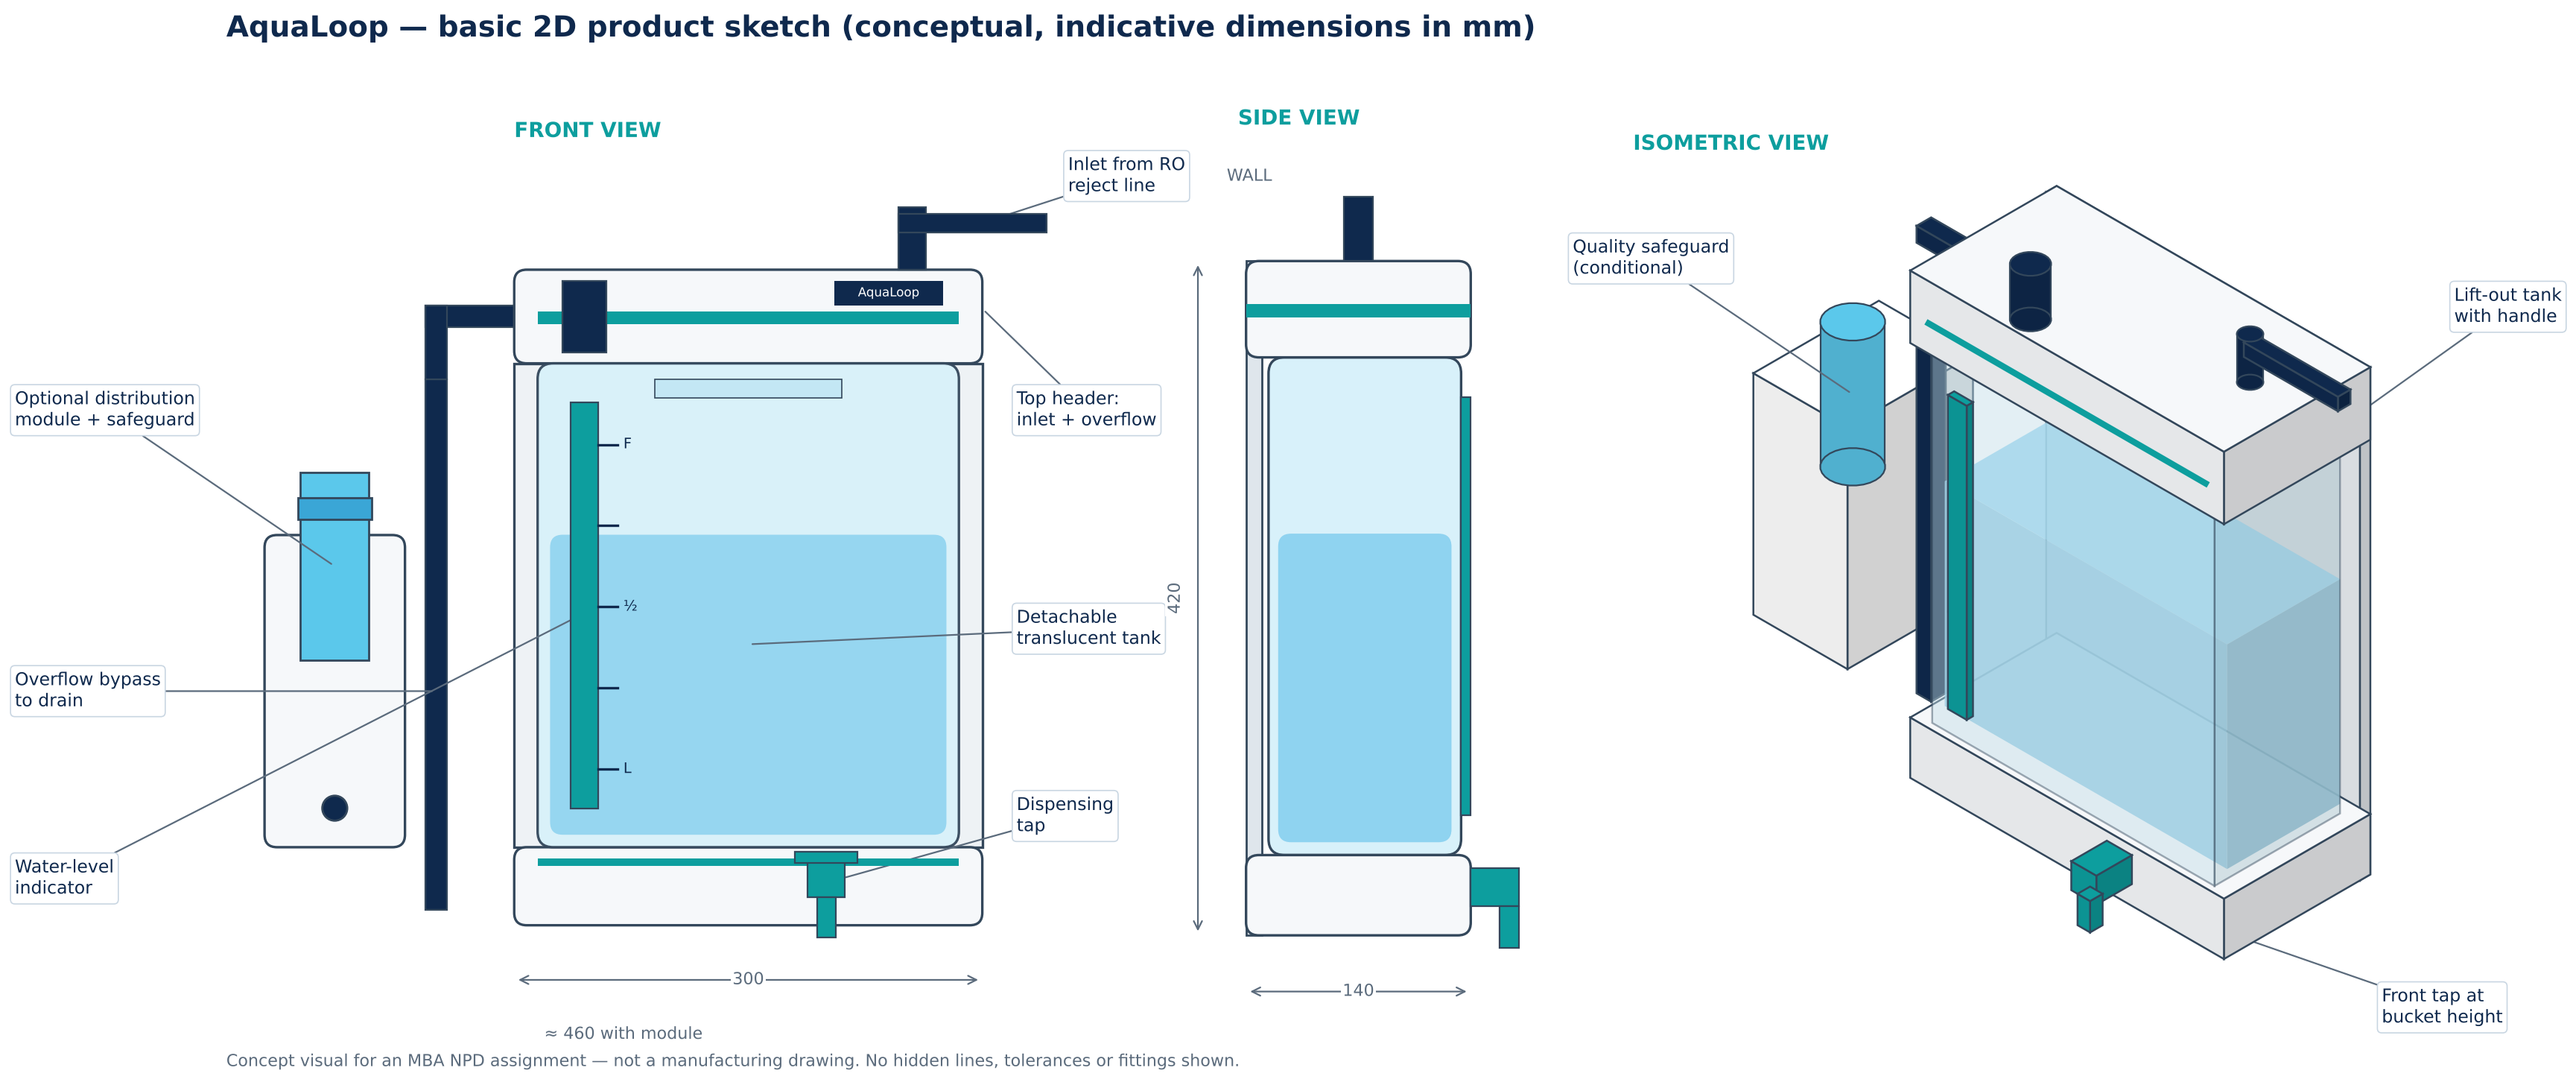 AquaLoop — basic 2D product sketch (conceptual, indicative dimensions in mm)
FRONT VIEW
SIDE VIEW
ISOMETRIC VIEW
Inlet from RO
reject line
WALL
Quality safeguard
(conditional)
Lift-out tank
with handle
AquaLoop
Optional distribution
module + safeguard
Top header:
inlet + overflow
F
½
L
420
Detachable
translucent tank
Overflow bypass
to drain
Dispensing
tap
Water-level
indicator
300
140
Front tap at
bucket height
≈ 460 with module
Concept visual for an MBA NPD assignment — not a manufacturing drawing. No hidden lines, tolerances or fittings shown.